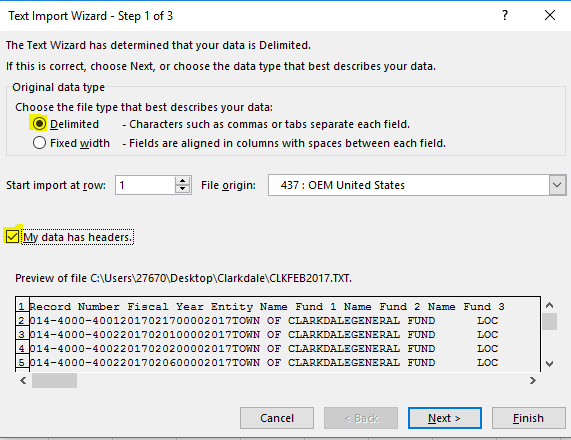 Text Import Wizard - Step 1 of 3
The Text Wizard has determined that your data is Delimited.
If this is correct, choose Next, or choose the data type that best describes your data.
Original data type
Choose the file type that best describes your data:
Delimited - Characters such as commas or tabs separate each field.
Fixed width - Fields are aligned in columns with spaces between each field.
Start import at row: 1 File origin: 437 : OEM United States
My data has headers.
Preview of file C:\Users\27670\Desktop\Clarkdale\CLKFEB2017.TXT.
1 Record Number Fiscal Year Entity Name Fund 1 Name Fund 2 Name Fund 3
2 014-4000-40012017021700002017TOWN OF CLARKDALEGENERAL FUND LOC
3 014-4000-40022017020100002017TOWN OF CLARKDALEGENERAL FUND LOC
4 014-4000-40022017020200002017TOWN OF CLARKDALEGENERAL FUND LOC
5 014-4000-40022017020600002017TOWN OF CLARKDALEGENERAL FUND LOC
Cancel < Back Next > Finish